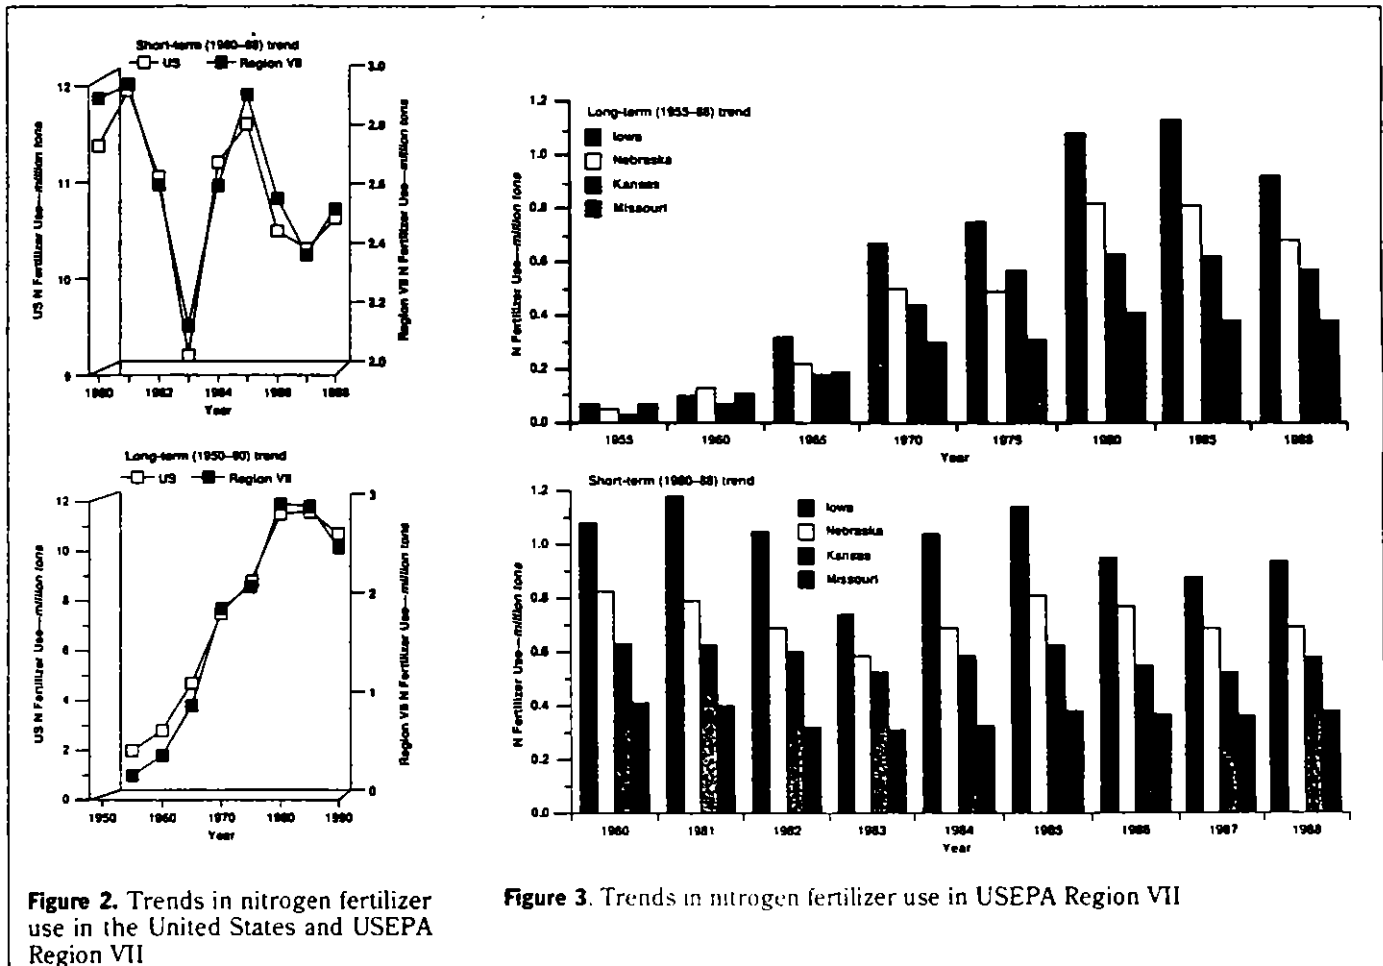 Short-term (1980–88) trend
US Region VII
12
11
10
9
US N Fertilizer Use—million tons
3.0
2.8
2.6
2.4
2.2
2.0
Region VII N Fertilizer Use—million tons
1980 1982 1984 1986 1988
Year
Long-term (1950–90) trend
US Region VII
12
10
8
6
4
2
0
US N Fertilizer Use—million tons
3
2
1
0
Region VII N Fertilizer Use—million tons
1950 1960 1970 1980 1990
Year
Figure 2. Trends in nitrogen fertilizer
use in the United States and USEPA
Region VII
Long-term (1955–88) trend
Iowa
Nebraska
Kansas
Missouri
1.2
1.0
0.8
0.6
0.4
0.2
0.0
N Fertilizer Use—million tons
1955 1960 1965 1970 1975 1980 1985 1988
Year
Short-term (1980–88) trend
Iowa
Nebraska
Kansas
Missouri
1.2
1.0
0.8
0.6
0.4
0.2
0.0
N Fertilizer Use—million tons
1980 1981 1982 1983 1984 1985 1986 1987 1988
Year
Figure 3. Trends in nitrogen fertilizer use in USEPA Region VII